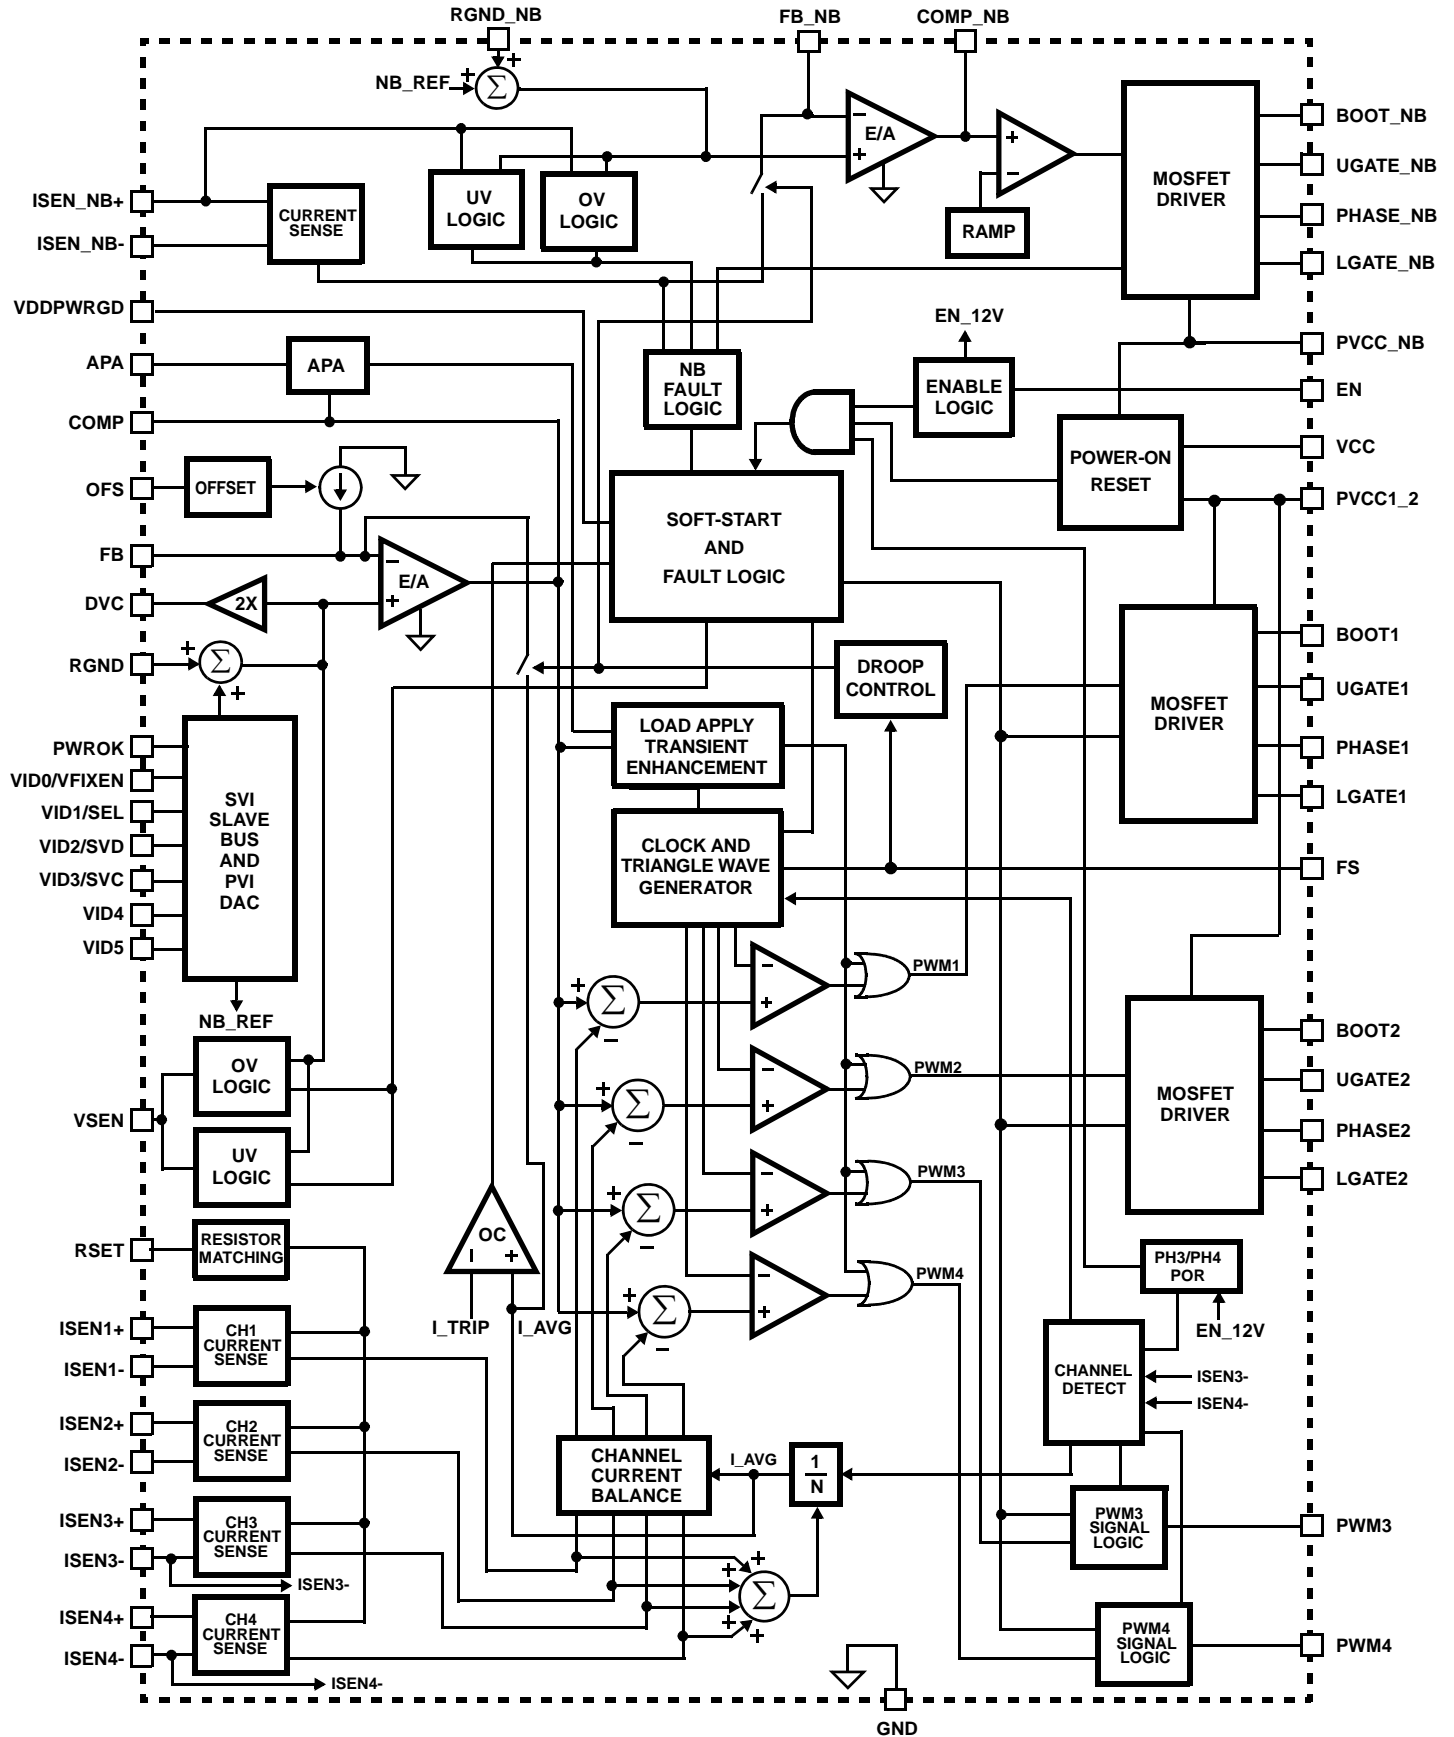 RGND_NB
FB_NB
COMP_NB
NB_REF
+
+
Σ
E/A
−
+
+
−
RAMP
MOSFET
DRIVER
BOOT_NB
UGATE_NB
PHASE_NB
LGATE_NB
ISEN_NB+
ISEN_NB-
CURRENT
SENSE
UV
LOGIC
OV
LOGIC
VDDPWRGD
APA
APA
COMP
NB
FAULT
LOGIC
EN_12V
ENABLE
LOGIC
PVCC_NB
EN
VCC
PVCC1_2
POWER-ON
RESET
OFS
OFFSET
FB
DVC
2X
E/A
−
+
SOFT-START
AND
FAULT LOGIC
RGND
+
Σ
+
DROOP
CONTROL
MOSFET
DRIVER
BOOT1
UGATE1
PHASE1
LGATE1
PWROK
VID0/VFIXEN
VID1/SEL
VID2/SVD
VID3/SVC
VID4
VID5
SVI
SLAVE
BUS
AND
PVI
DAC
NB_REF
LOAD APPLY
TRANSIENT
ENHANCEMENT
CLOCK AND
TRIANGLE WAVE
GENERATOR
FS
+
Σ
−
−
+
PWM1
+
Σ
−
−
+
PWM2
+
Σ
−
−
+
PWM3
+
Σ
−
−
+
PWM4
MOSFET
DRIVER
BOOT2
UGATE2
PHASE2
LGATE2
OV
LOGIC
VSEN
UV
LOGIC
RSET
RESISTOR
MATCHING
OC
−
+
I_TRIP
I_AVG
PH3/PH4
POR
EN_12V
CHANNEL
DETECT
ISEN3-
ISEN4-
ISEN1+
ISEN1-
CH1
CURRENT
SENSE
ISEN2+
ISEN2-
CH2
CURRENT
SENSE
ISEN3+
ISEN3-
CH3
CURRENT
SENSE
ISEN3-
ISEN4+
ISEN4-
CH4
CURRENT
SENSE
ISEN4-
CHANNEL
CURRENT
BALANCE
I_AVG
1
N
+
+
+
+
Σ
PWM3
SIGNAL
LOGIC
PWM3
PWM4
SIGNAL
LOGIC
PWM4
GND